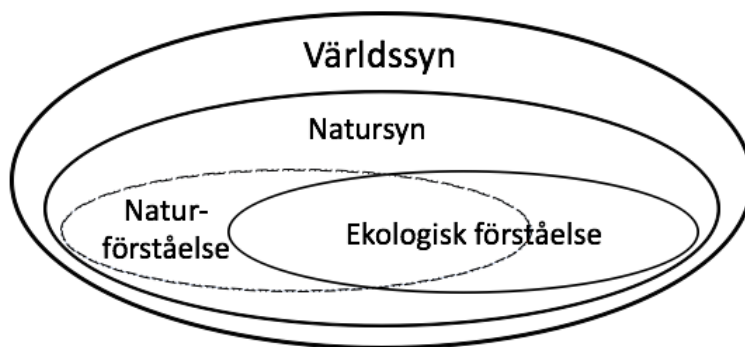 Världssyn
Natursyn
Natur-
förståelse
Ekologisk förståelse